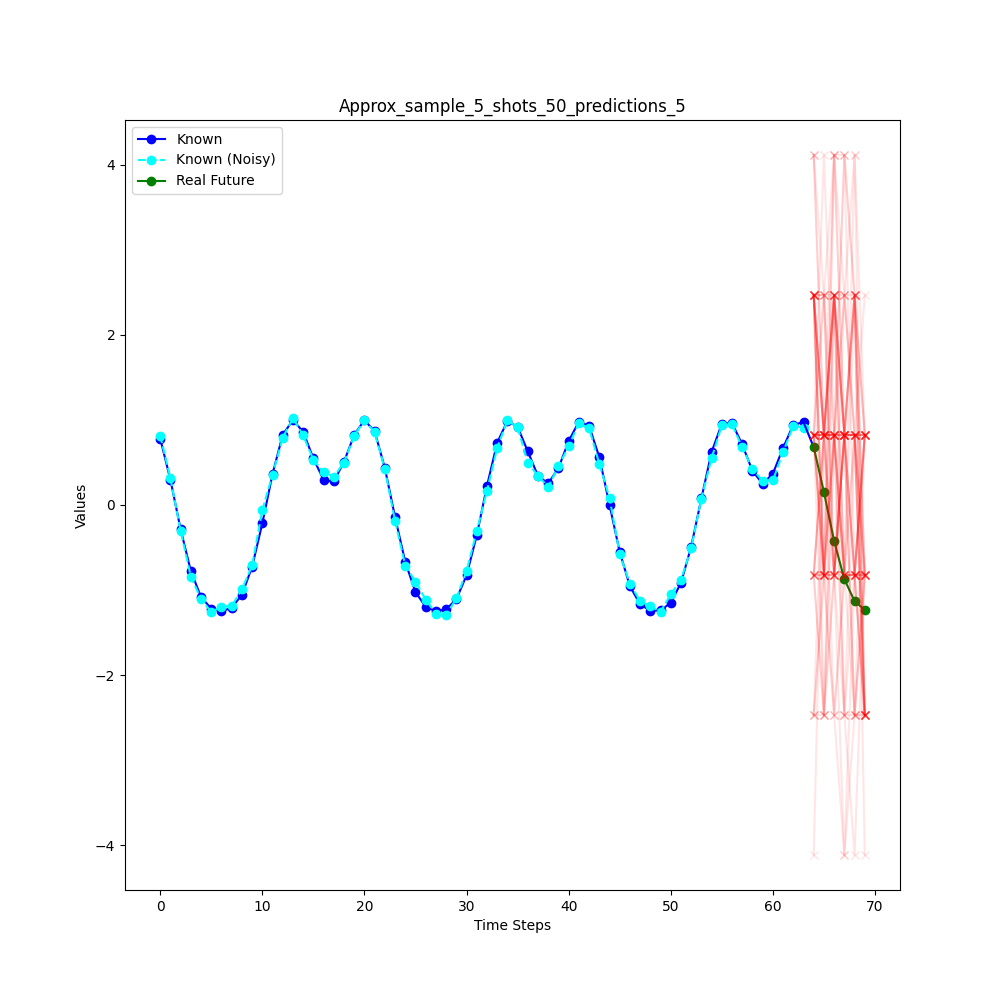 Approx_sample_5_shots_50_predictions_5
Known
Known (Noisy)
Real Future
4
2
0
−2
−4
Values
0 10 20 30 40 50 60 70
Time Steps